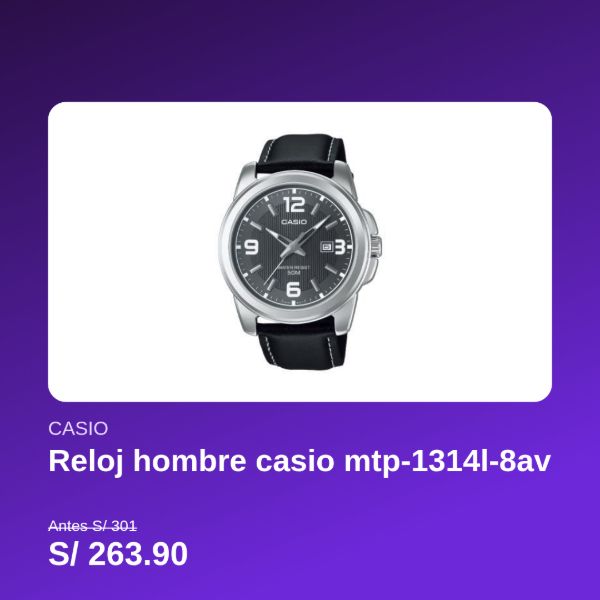 12
CASIO
9
3
WATER RESIST
50M
6
CASIO
Reloj hombre casio mtp-1314l-8av
Antes S/ 301
S/ 263.90